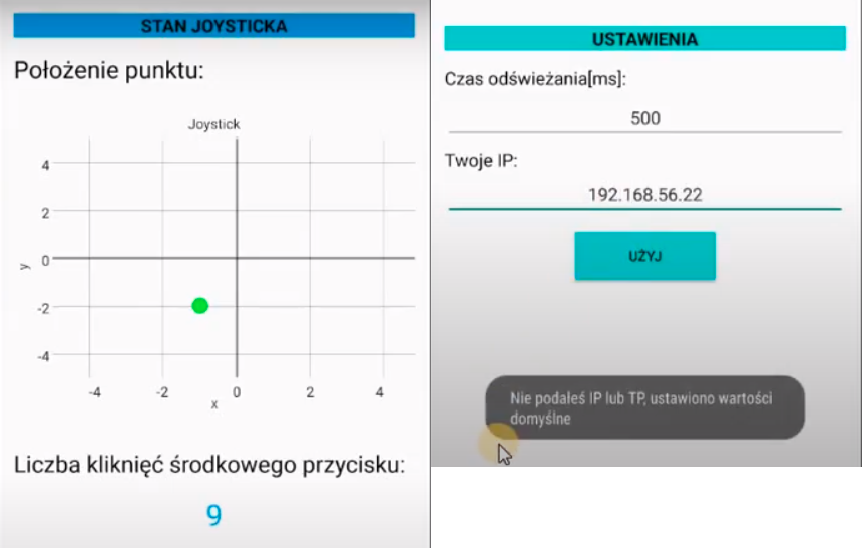 STAN JOYSTICKA
Położenie punktu:
Joystick
4
2
0
-2
-4
y
-4
-2
0
2
4
x
Liczba kliknięć środkowego przycisku:
9
USTAWIENIA
Czas odświeżania[ms]:
500
Twoje IP:
192.168.56.22
UŻYJ
Nie podałeś IP lub TP, ustawiono wartości
domyślne